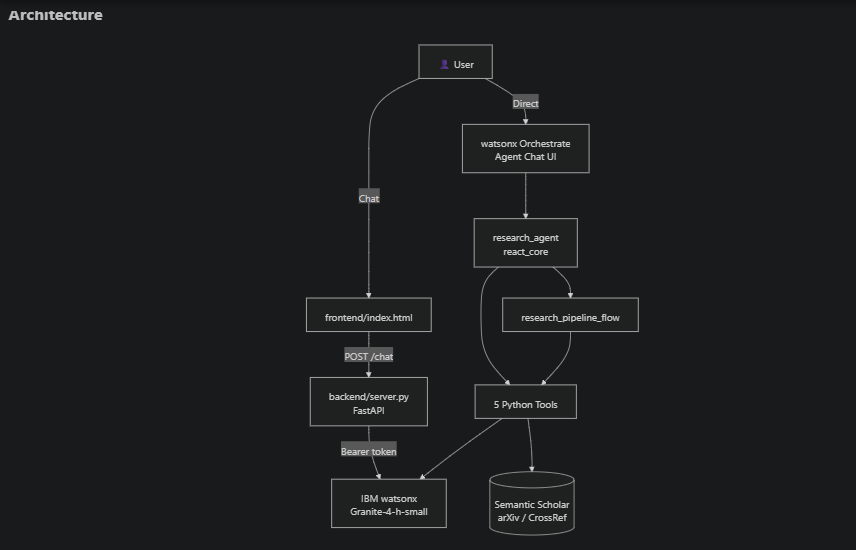 Architecture
User
Direct
watsonx Orchestrate
Agent Chat UI
Chat
research_agent
react_core
frontend/index.html
research_pipeline_flow
POST /chat
backend/server.py
FastAPI
5 Python Tools
Bearer token
IBM watsonx
Granite-4-h-small
Semantic Scholar
arXiv / CrossRef